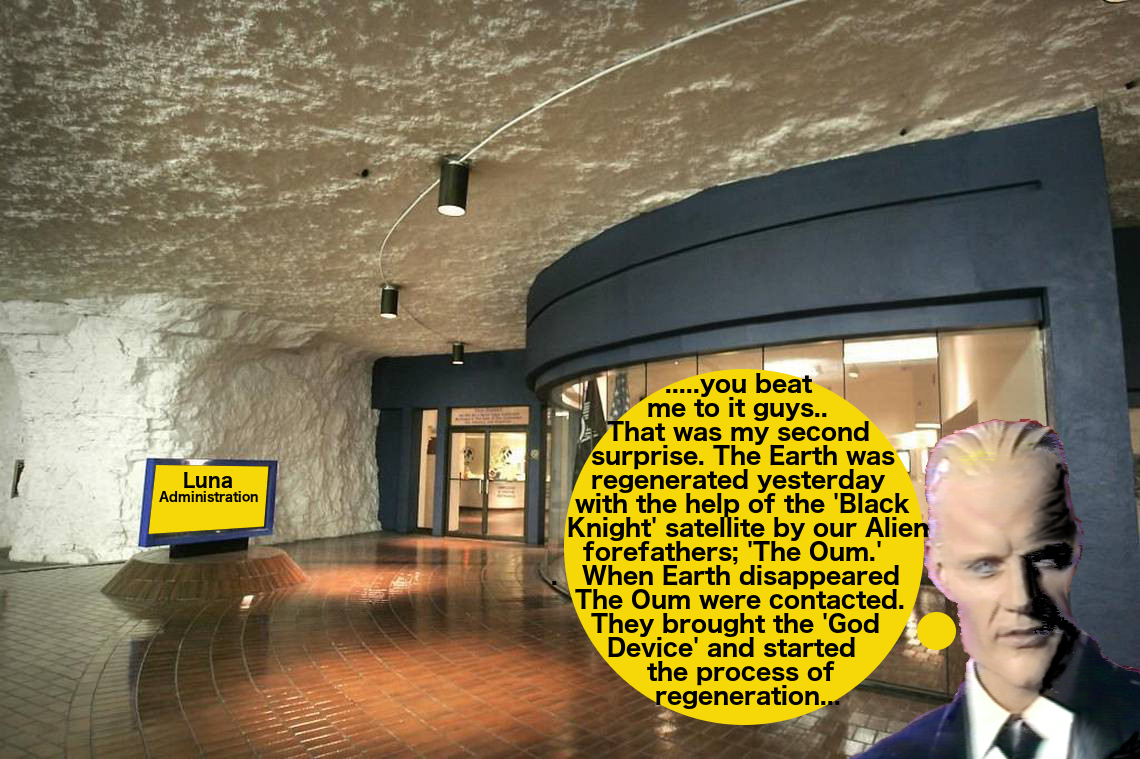 Luna
Administration
.....you beat
me to it guys..
That was my second
surprise. The Earth was
regenerated yesterday
with the help of the 'Black
Knight' satellite by our Alien
forefathers; 'The Oum.'
When Earth disappeared
The Oum were contacted.
They brought the 'God
Device' and started
the process of
regeneration...